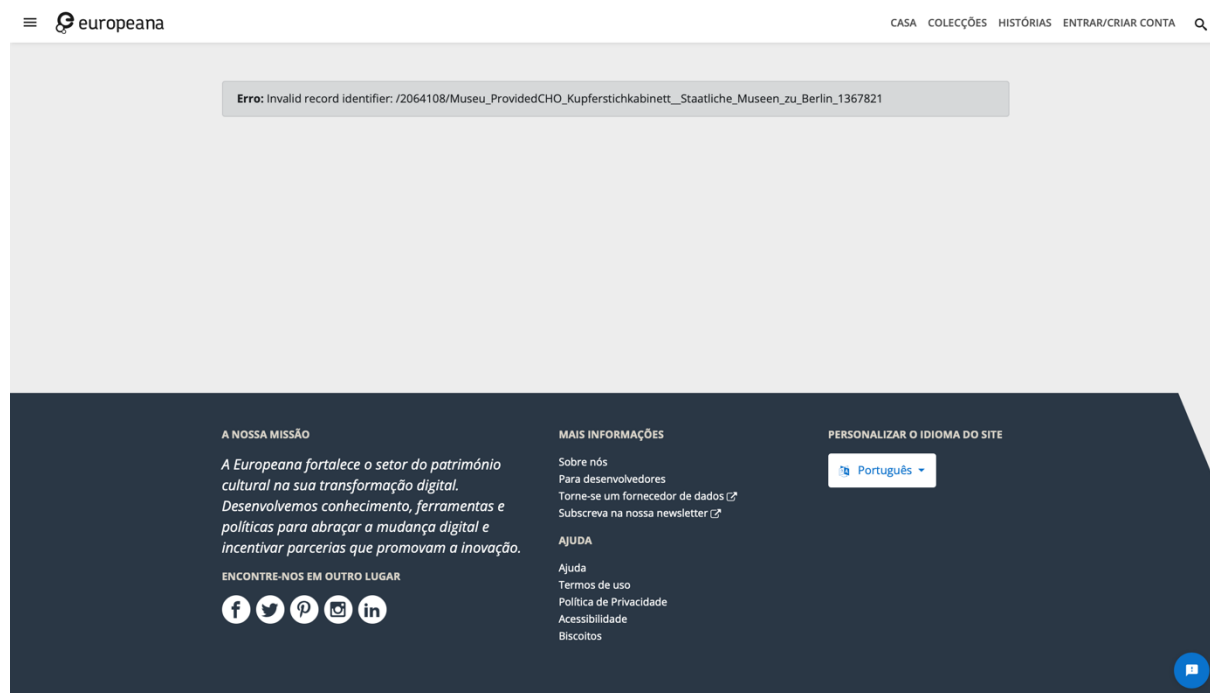 europeana
CASA COLECÇÕES HISTÓRIAS ENTRAR/CRIAR CONTA
Erro: Invalid record identifier: /2064108/Museu_ProvidedCHO_Kupferstichkabinett__Staatliche_Museen_zu_Berlin_1367821
A NOSSA MISSÃO
A Europeana fortalece o setor do património
cultural na sua transformação digital.
Desenvolvemos conhecimento, ferramentas e
políticas para abraçar a mudança digital e
incentivar parcerias que promovam a inovação.
ENCONTRE-NOS EM OUTRO LUGAR
MAIS INFORMAÇÕES
Sobre nós
Para desenvolvedores
Torne-se um fornecedor de dados
Subscreva na nossa newsletter
AJUDA
Ajuda
Termos de uso
Política de Privacidade
Acessibilidade
Biscoitos
PERSONALIZAR O IDIOMA DO SITE
Português